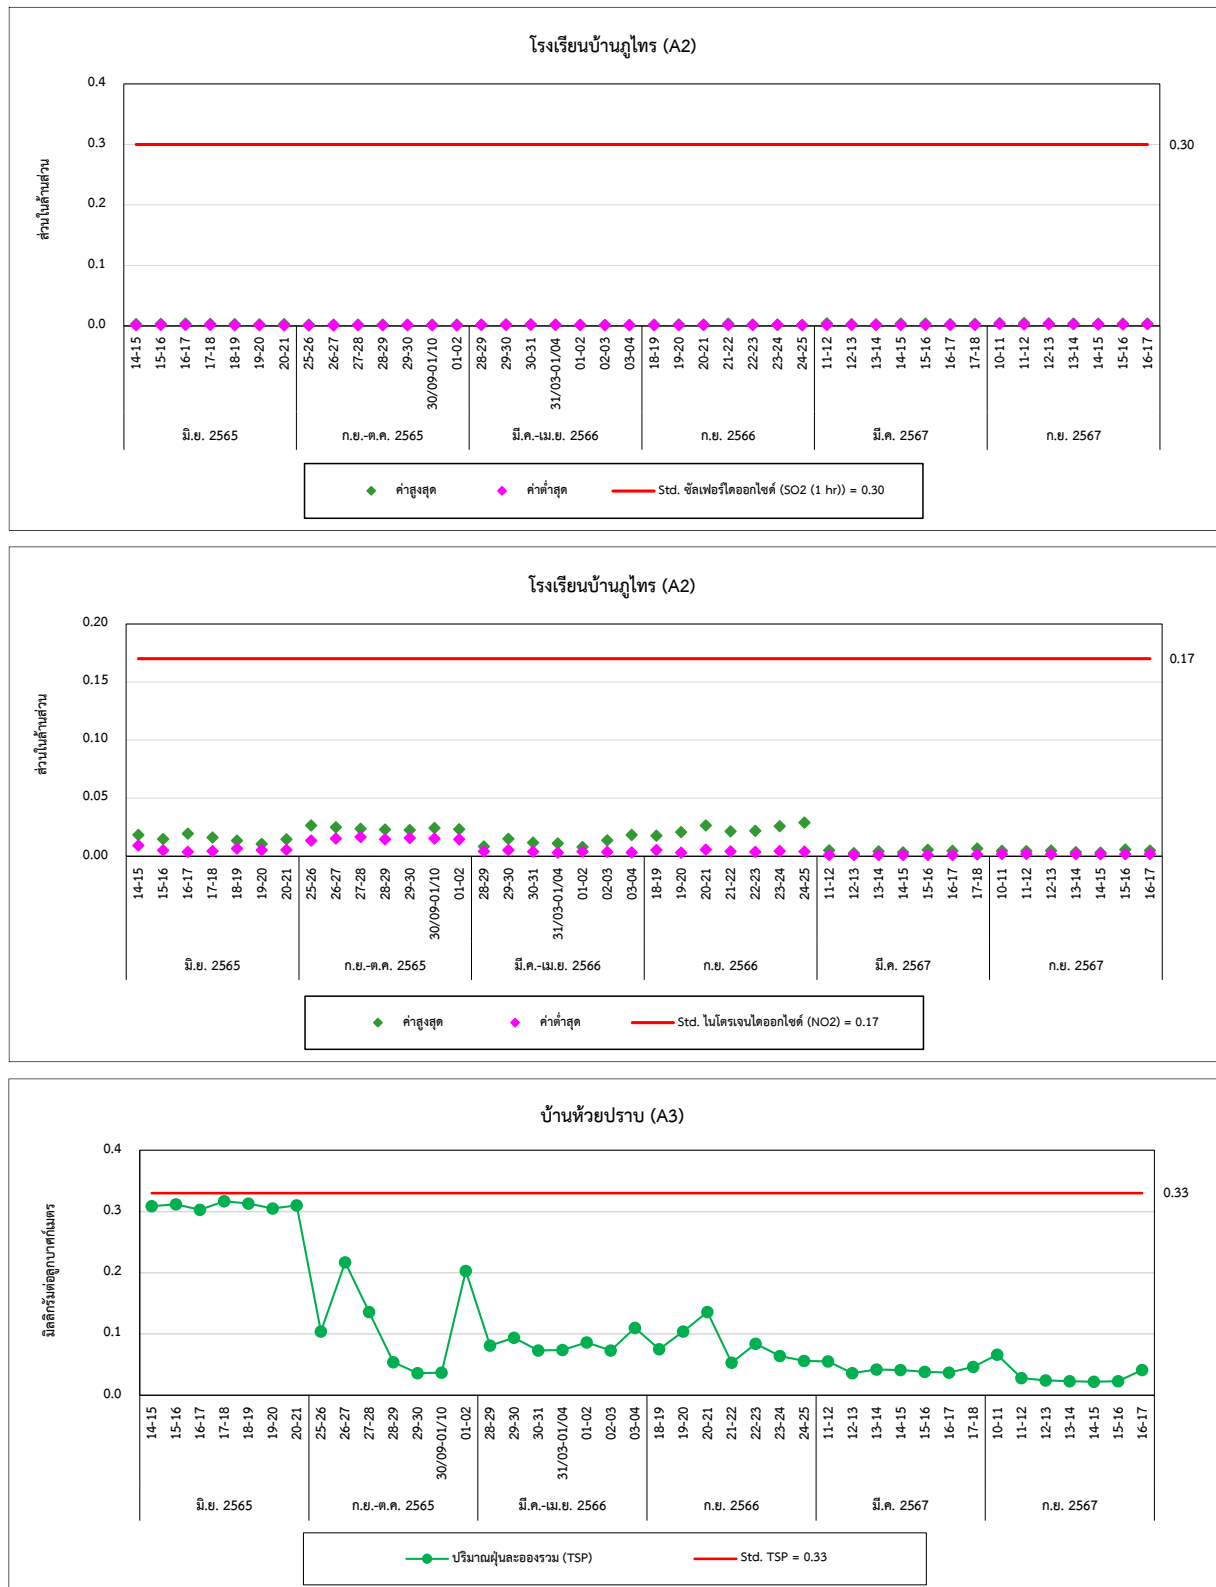 โรงเรียนบ้านภูไทร (A2)
ส่วนในล้านส่วน
0.4
0.3
0.2
0.1
0.0
0.30
14-15 15-16 16-17 17-18 18-19 19-20 20-21 25-26 26-27 27-28 28-29 29-30 30/09-01/10 01-02 28-29 29-30 30-31 31/03-01/04 01-02 02-03 03-04 18-19 19-20 20-21 21-22 22-23 23-24 24-25 11-12 12-13 13-14 14-15 15-16 16-17 17-18 10-11 11-12 12-13 13-14 14-15 15-16 16-17
มิ.ย. 2565 ก.ย.-ต.ค. 2565 มี.ค.-เม.ย. 2566 ก.ย. 2566 มี.ค. 2567 ก.ย. 2567
ค่าสูงสุด ค่าต่ำสุด Std. ซัลเฟอร์ไดออกไซด์ (SO2 (1 hr)) = 0.30
โรงเรียนบ้านภูไทร (A2)
ส่วนในล้านส่วน
0.20
0.15
0.10
0.05
0.00
0.17
14-15 15-16 16-17 17-18 18-19 19-20 20-21 25-26 26-27 27-28 28-29 29-30 30/09-01/10 01-02 28-29 29-30 30-31 31/03-01/04 01-02 02-03 03-04 18-19 19-20 20-21 21-22 22-23 23-24 24-25 11-12 12-13 13-14 14-15 15-16 16-17 17-18 10-11 11-12 12-13 13-14 14-15 15-16 16-17
มิ.ย. 2565 ก.ย.-ต.ค. 2565 มี.ค.-เม.ย. 2566 ก.ย. 2566 มี.ค. 2567 ก.ย. 2567
ค่าสูงสุด ค่าต่ำสุด Std. ไนโตรเจนไดออกไซด์ (NO2) = 0.17
บ้านห้วยปราบ (A3)
มิลลิกรัมต่อลูกบาศก์เมตร
0.4
0.3
0.2
0.1
0.0
0.33
14-15 15-16 16-17 17-18 18-19 19-20 20-21 25-26 26-27 27-28 28-29 29-30 30/09-01/10 01-02 28-29 29-30 30-31 31/03-01/04 01-02 02-03 03-04 18-19 19-20 20-21 21-22 22-23 23-24 24-25 11-12 12-13 13-14 14-15 15-16 16-17 17-18 10-11 11-12 12-13 13-14 14-15 15-16 16-17
มิ.ย. 2565 ก.ย.-ต.ค. 2565 มี.ค.-เม.ย. 2566 ก.ย. 2566 มี.ค. 2567 ก.ย. 2567
ปริมาณฝุ่นละอองรวม (TSP) Std. TSP = 0.33